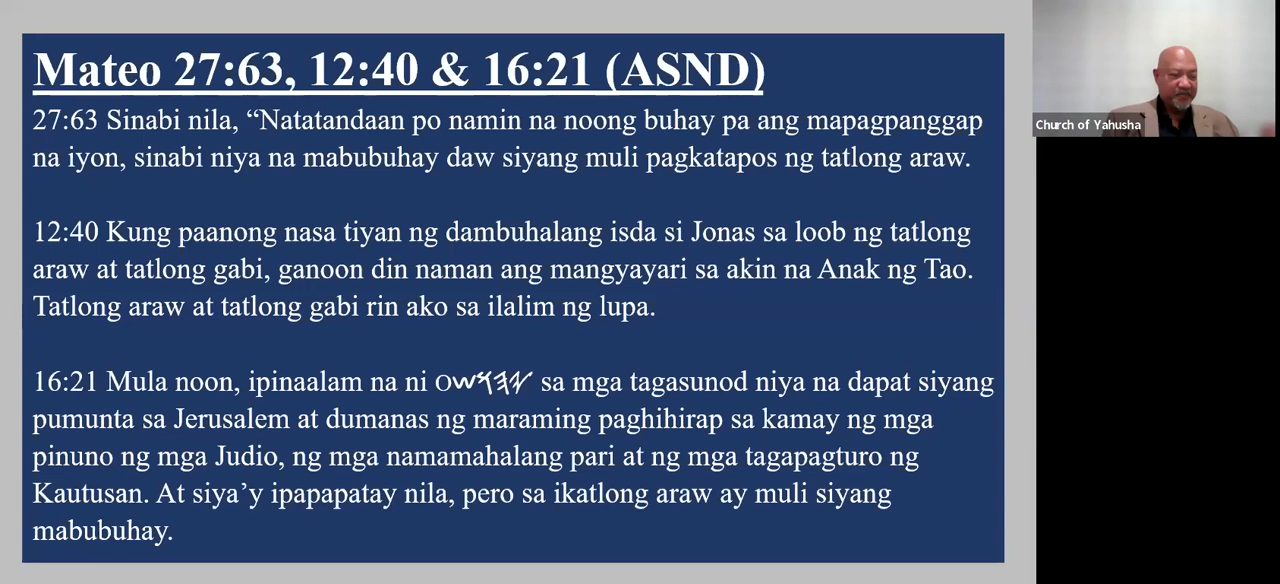 Mateo 27:63, 12:40 & 16:21 (ASND)
27:63 Sinabi nila, “Natatandaan po namin na noong buhay pa ang mapagpanggap
na iyon, sinabi niya na mabubuhay daw siyang muli pagkatapos ng tatlong araw.
12:40 Kung paanong nasa tiyan ng dambuhalang isda si Jonas sa loob ng tatlong
araw at tatlong gabi, ganoon din naman ang mangyayari sa akin na Anak ng Tao.
Tatlong araw at tatlong gabi rin ako sa ilalim ng lupa.
16:21 Mula noon, ipinaalam na ni 𐤉𐤄𐤅𐤔𐤏 sa mga tagasunod niya na dapat siyang
pumunta sa Jerusalem at dumanas ng maraming paghihirap sa kamay ng mga
pinuno ng mga Judio, ng mga namamahalang pari at ng mga tagapagturo ng
Kautusan. At siya’y ipapapatay nila, pero sa ikatlong araw ay muli siyang
mabubuhay.
Church of Yahusha